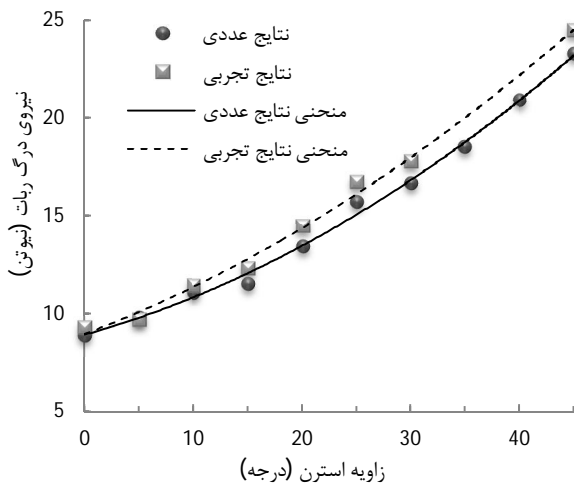 25
20
15
10
5
0
10
20
30
40
نتایج عددی
نتایج تجربی
منحنی نتایج عددی
منحنی نتایج تجربی
نیروی درگ ربات (نیوتن)
زاویه استرن (درجه)